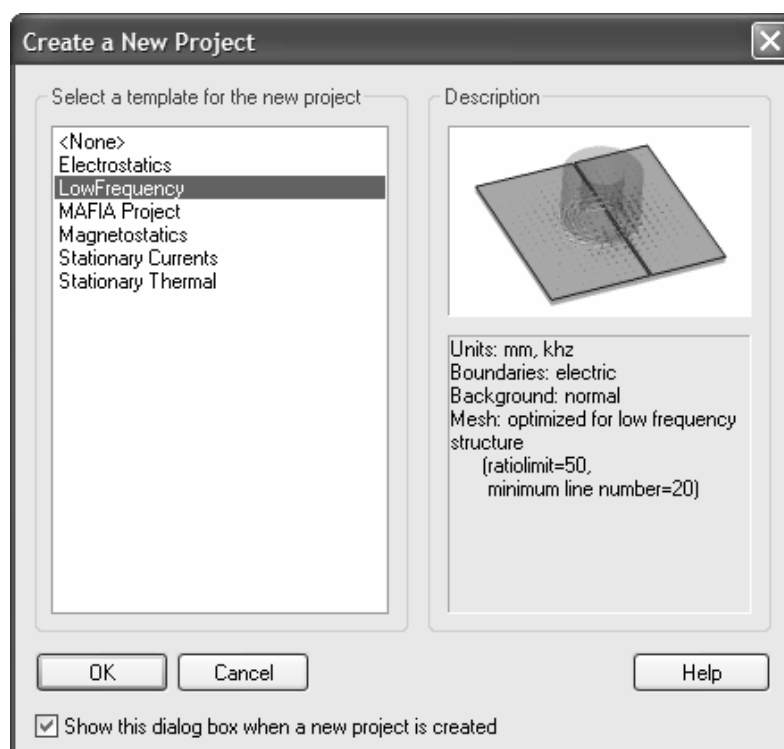 Create a New Project
Select a template for the new project
<None>
Electrostatics
LowFrequency
MAFIA Project
Magnetostatics
Stationary Currents
Stationary Thermal
Description
Units: mm, khz
Boundaries: electric
Background: normal
Mesh: optimized for low frequency
structure
(ratiolimit=50,
minimum line number=20)
OK
Cancel
Help
Show this dialog box when a new project is created